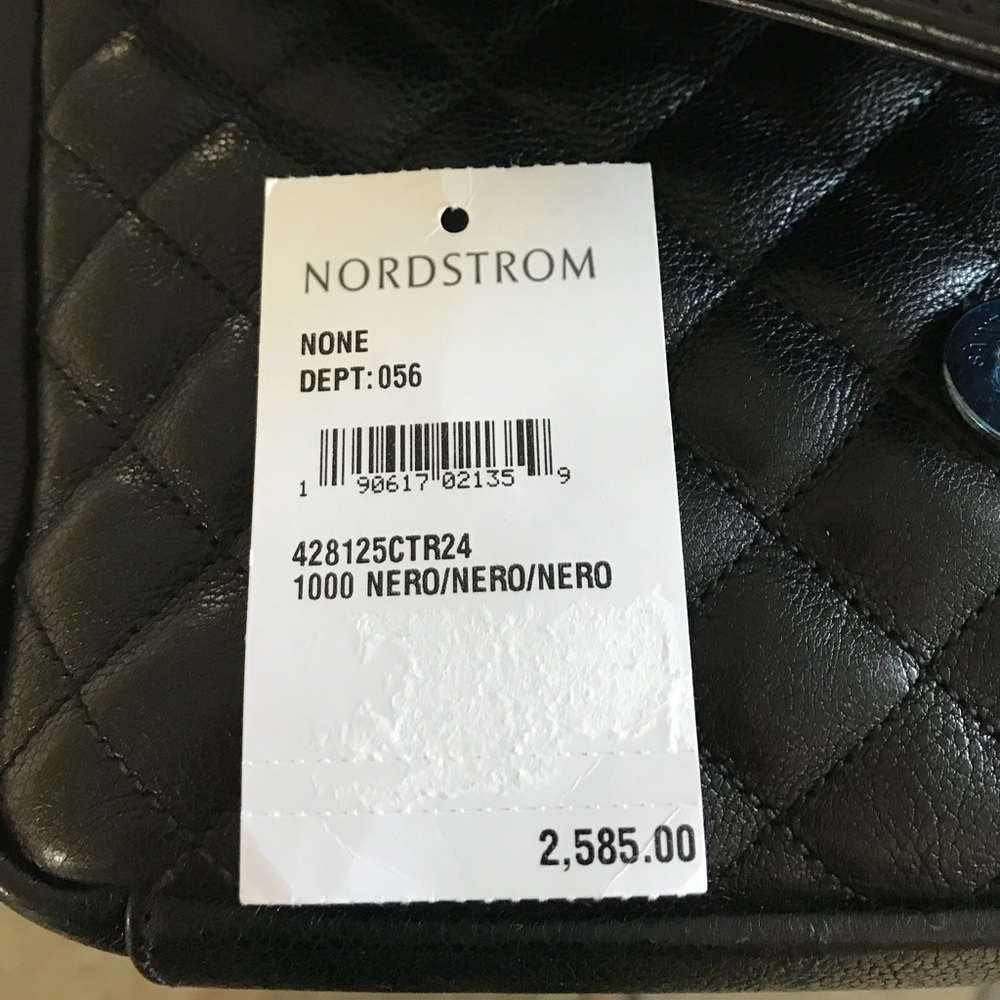 NORDSTROM
NONE
DEPT: 056
1 90617 02135 9
428125CTR24
1000 NERO/NERO/NERO
2,585.00